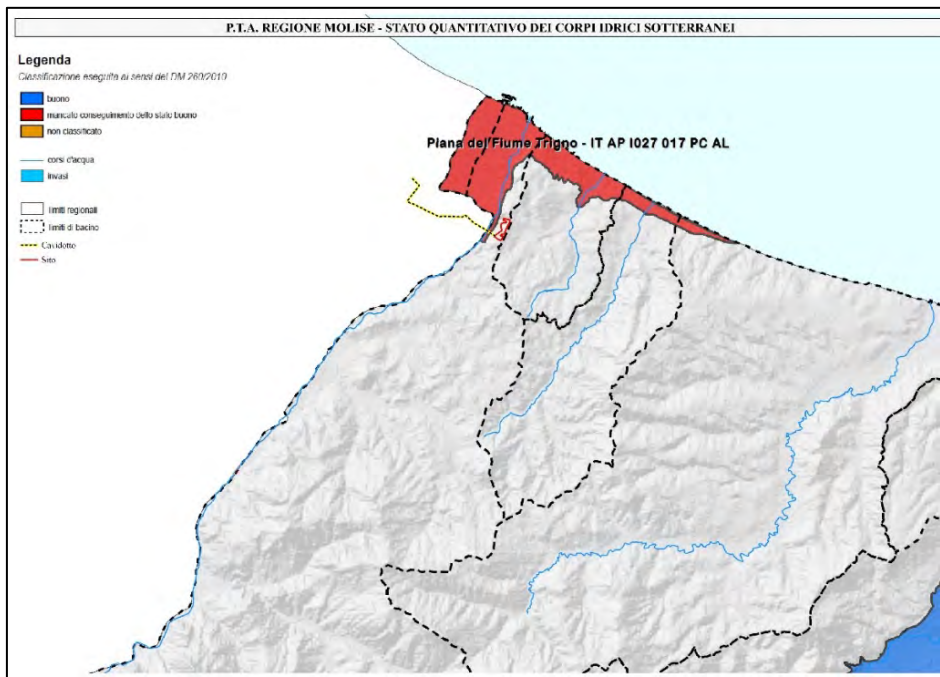 P.T.A. REGIONE MOLISE - STATO QUANTITATIVO DEI CORPI IDRICI SOTTERRANEI
Legenda
Classificazione eseguita ai sensi del DM 260/2010
buono
mancato conseguimento dello stato buono
non classificato
corsi d'acqua
invasi
limiti regionali
limiti di bacino
Cavidotto
Sito
Piana del Fiume Trigno - IT AP I027 017 PC AL